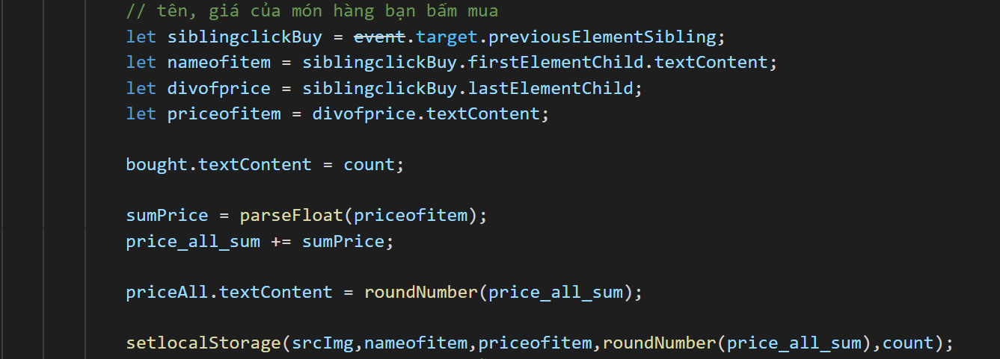 // tên, giá của món hàng bạn bấm mua
let siblingclickBuy = event.target.previousElementSibling;
let nameofitem = siblingclickBuy.firstElementChild.textContent;
let divofprice = siblingclickBuy.lastElementChild;
let priceofitem = divofprice.textContent;
bought.textContent = count;
sumPrice = parseFloat(priceofitem);
price_all_sum += sumPrice;
priceAll.textContent = roundNumber(price_all_sum);
setlocalStorage(srcImg,nameofitem,priceofitem,roundNumber(price_all_sum),count);